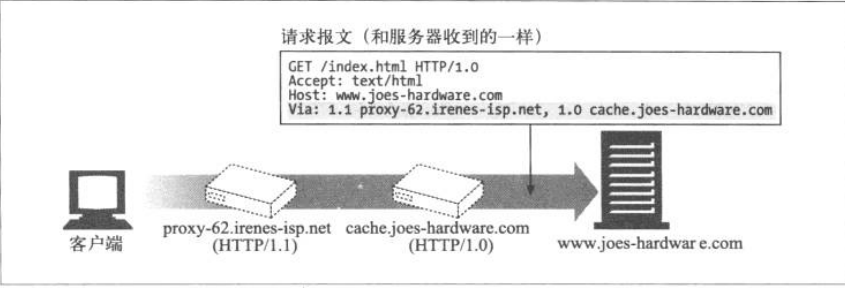 请求报文（和服务器收到的一样）
GET /index.html HTTP/1.0
Accept: text/html
Host: www.joes-hardware.com
Via: 1.1 proxy-62.irenes-isp.net, 1.0 cache.joes-hardware.com
客户端
proxy-62.irenes-isp.net
(HTTP/1.1)
cache.joes-hardware.com
(HTTP/1.0)
www.joes-hardwar e.com